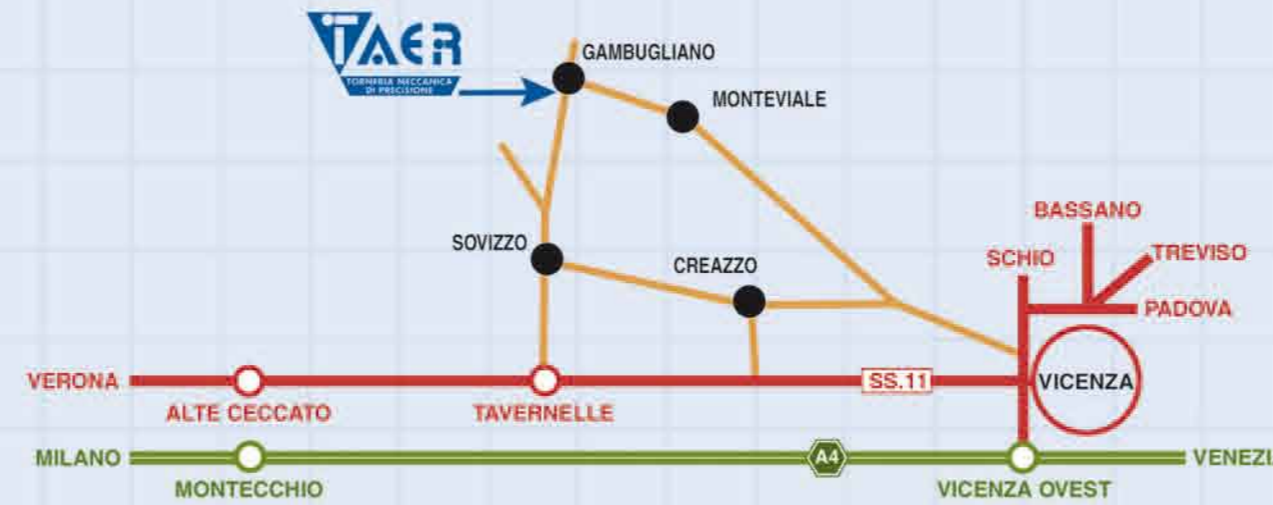 TAER
TORNERIA MECCANICA
DI PRECISIONE
GAMBUGLIANO
MONTEVIALE
BASSANO
SOVIZZO
CREAZZO
SCHIO
TREVISO
PADOVA
VERONA
SS.11
VICENZA
ALTE CECCATO
TAVERNELLE
MILANO
A4
VENEZI
MONTECCHIO
VICENZA OVEST